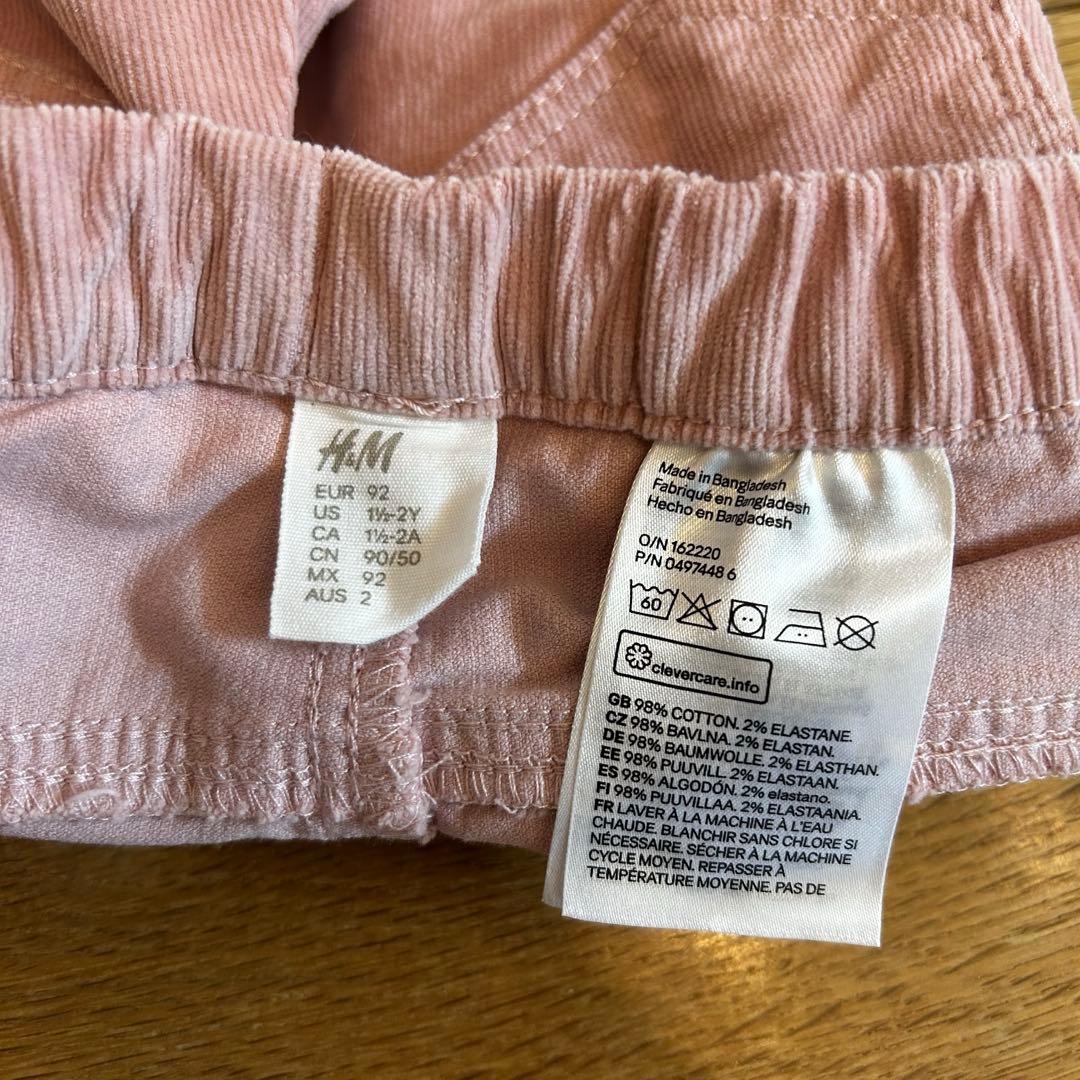 H&M
EUR 92
US 1½-2Y
CA 1½-2A
CN 90/50
MX 92
AUS 2
Made in Bangladesh
Fabriqué en Bangladesh
Hecho en Bangladesh
O/N 162220
P/N 0497448 6
60
clevercare.info
GB 98% COTTON. 2% ELASTANE.
CZ 98% BAVLNA. 2% ELASTAN.
DE 98% BAUMWOLLE. 2% ELASTHAN.
EE 98% PUUVILL. 2% ELASTAAN.
ES 98% ALGODÓN. 2% elastano.
FI 98% PUUVILLAA. 2% ELASTAANIA.
FR LAVER À LA MACHINE À L'EAU
CHAUDE. BLANCHIR SANS CHLORE SI
NÉCESSAIRE. SÉCHER À LA MACHINE
CYCLE MOYEN. REPASSER À
TEMPÉRATURE MOYENNE. PAS DE